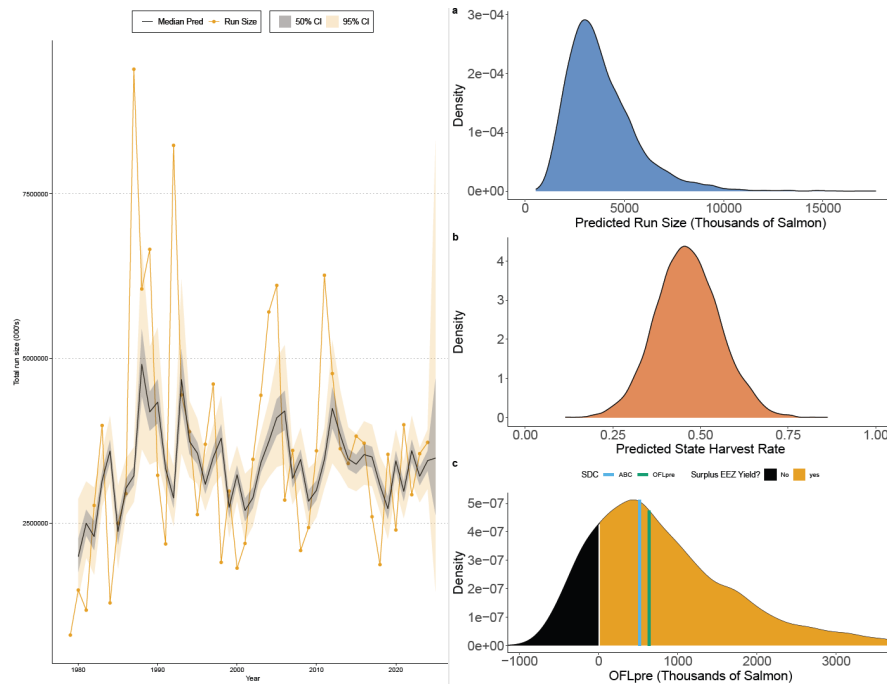 Median Pred Run Size 50% CI 95% CI
Total run size (000's)
7500000
5000000
2500000
1980 1990 2000 2010 2020
Year
a
Density
3e−04
2e−04
1e−04
0e+00
0 5000 10000 15000
Predicted Run Size (Thousands of Salmon)
b
Density
4
3
2
1
0
0.00 0.25 0.50 0.75 1.00
Predicted State Harvest Rate
c
SDC ABC OFLpre Surplus EEZ Yield? No yes
Density
5e−07
4e−07
3e−07
2e−07
1e−07
0e+00
−1000 0 1000 2000 3000
OFLpre (Thousands of Salmon)